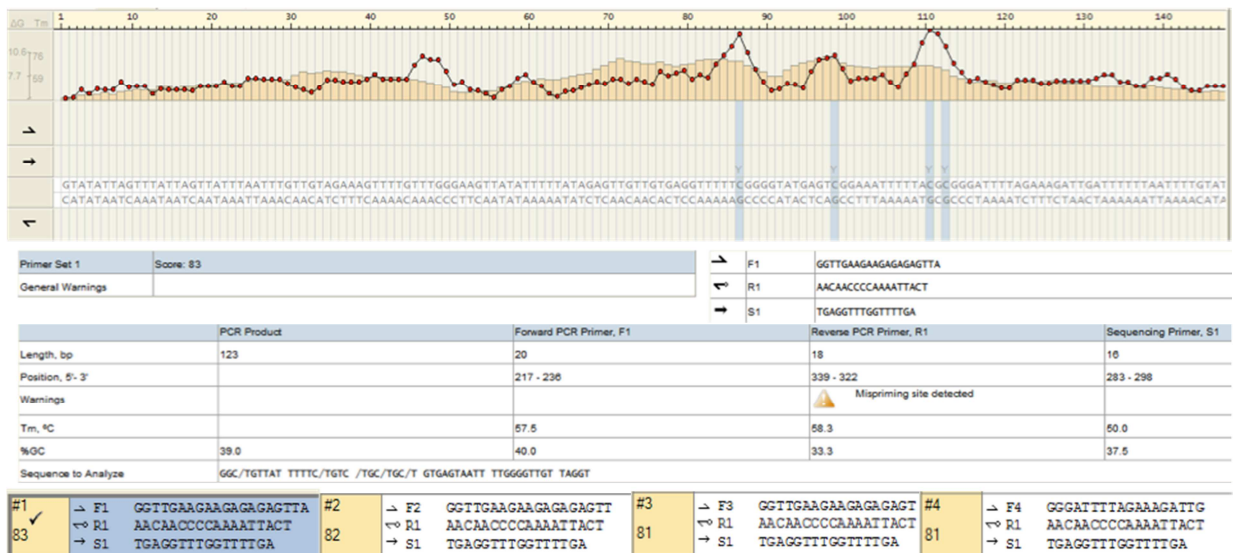 ΔG Tm 1 10 20 30 40 50 60 70 80 90 100 110 120 130 140
10.6 76
7.7 59
Y Y Y Y
GTATATTAGTTTATTAGTTATTTAATTTGTTGTAGAAAGTTTTGTTTGGGAAGTTATATTTTTATAGAGTTGTTGTGAGGTTTTTCGGGGTATGAGTCGGAAATTTTTACGCGGGATTTTAGAAAGATTGATTTTTTTAATTTTGTAT
CATATAATCAAATAATCAATAAATTAAACAACATCTTTCAAAACAAACCCTTCAATATAAAAATATCTCAACAACACTCCAAAAAGCCCCATACTCAGCCTTTAAAAATGCGCCCTAAAATCTTTCTAACTAAAAAAATTAAAACATA
Primer Set 1 Score: 83
General Warnings
F1 GGTTGAAGAAGAGAGAGTTA
R1 AACAACCCCAAAATTACT
S1 TGAGGTTTGGTTTTGA
PCR Product Forward PCR Primer, F1 Reverse PCR Primer, R1 Sequencing Primer, S1
Length, bp 123 20 18 16
Position, 5'- 3' 217 - 236 339 - 322 283 - 298
Warnings Mispriming site detected
Tm, ºC 57.5 58.3 50.0
%GC 39.0 40.0 33.3 37.5
Sequence to Analyze GGC/TGTTAT TTTTC/TGTC /TGC/TGC/T GTGAGTAATT TTGGGGTTGT TAGGT
#1 83 F1 GGTTGAAGAAGAGAGAGTTA
R1 AACAACCCCAAAATTACT
S1 TGAGGTTTGGTTTTGA
#2 82 F2 GGTTGAAGAAGAGAGAGTT
R1 AACAACCCCAAAATTACT
S1 TGAGGTTTGGTTTTGA
#3 81 F3 GGTTGAAGAAGAGAGAGT
R1 AACAACCCCAAAATTACT
S1 TGAGGTTTGGTTTTGA
#4 81 F4 GGGATTTTAGAAAGATTG
R1 AACAACCCCAAAATTACT
S1 TGAGGTTTGGTTTTGA